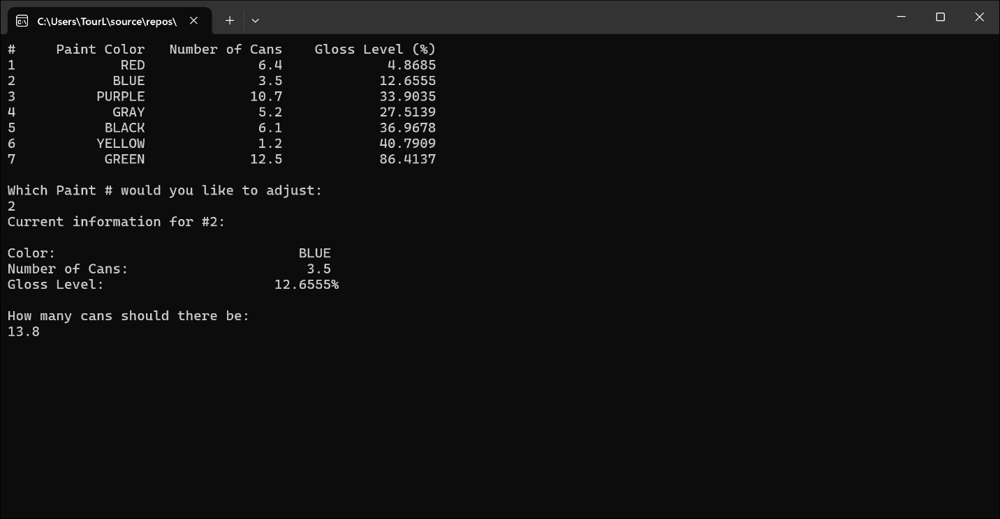 C:\Users\TourL\source\repos\
# Paint Color Number of Cans Gloss Level (%)
1 RED 6.4 4.8685
2 BLUE 3.5 12.6555
3 PURPLE 10.7 33.9035
4 GRAY 5.2 27.5139
5 BLACK 6.1 36.9678
6 YELLOW 1.2 40.7909
7 GREEN 12.5 86.4137
Which Paint # would you like to adjust:
2
Current information for #2:
Color: BLUE
Number of Cans: 3.5
Gloss Level: 12.6555%
How many cans should there be:
13.8